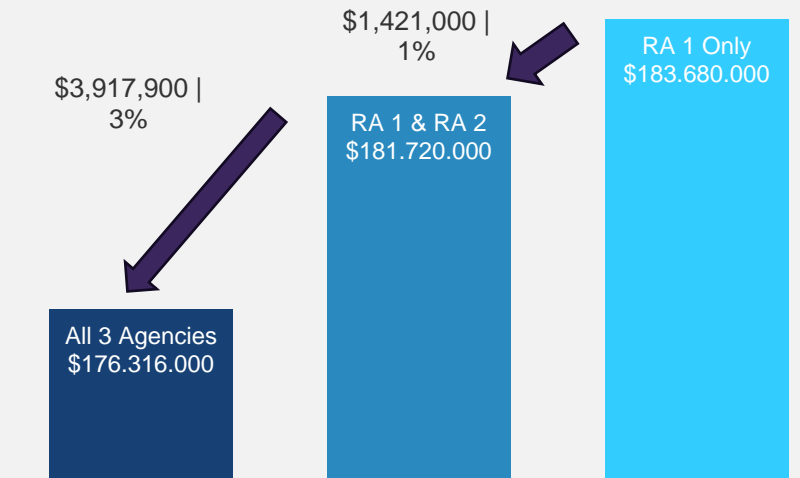 $3,917,900 |
3%
$1,421,000 |
1%
All 3 Agencies
$176.316.000
RA 1 & RA 2
$181.720.000
RA 1 Only
$183.680.000